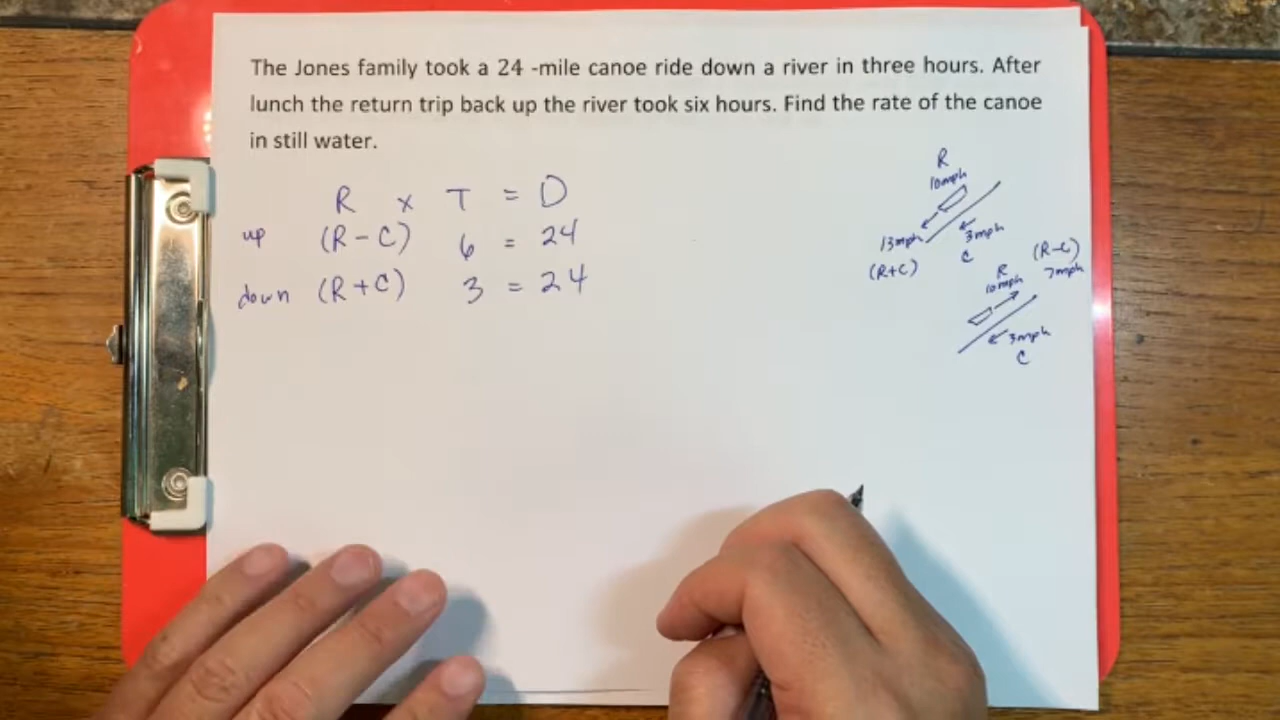 The Jones family took a 24 -mile canoe ride down a river in three hours. After
lunch the return trip back up the river took six hours. Find the rate of the canoe
in still water.
R x T = D
up (R-C) 6 = 24
down (R+C) 3 = 24
R
10mph
13mph
3mph
(R+C)
C
(R-C)
R
7mph
10mph
3mph
C